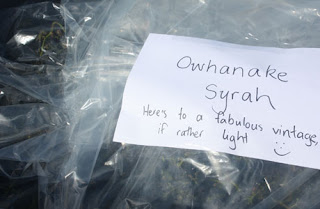 Owhanake
Syrah
Here's to a fabulous vintage,
if rather light :)